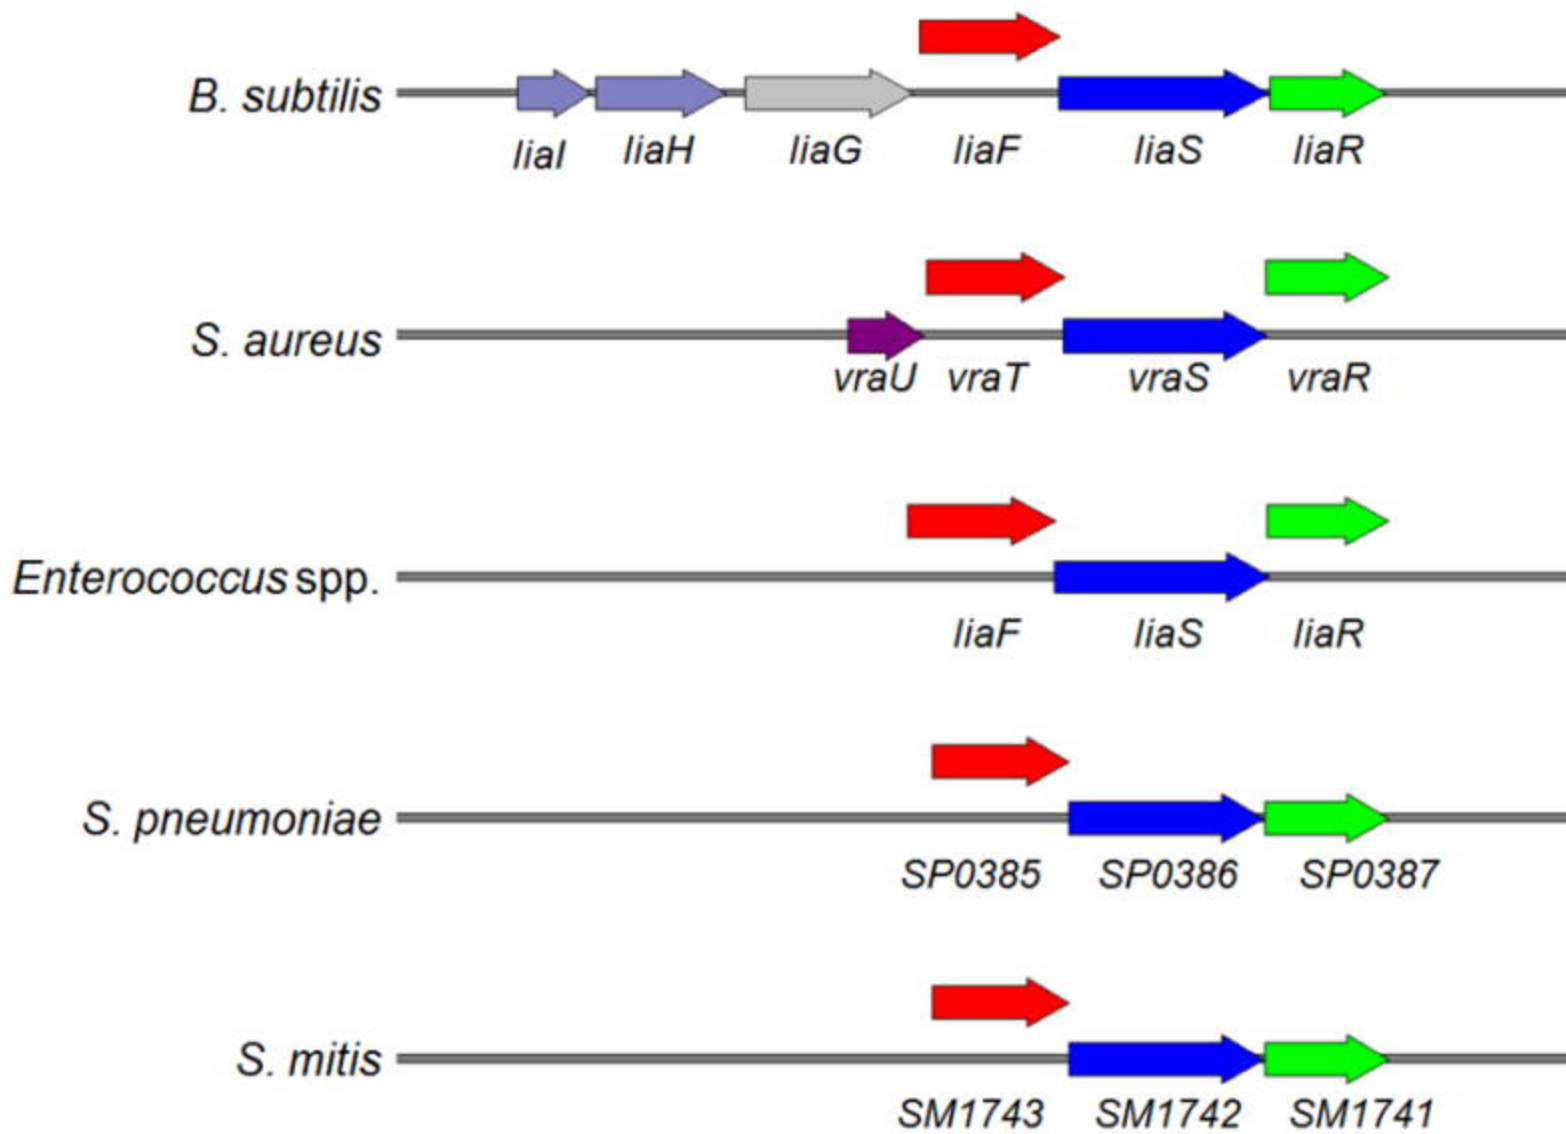 B. subtilis
liaI liaH liaG liaF liaS liaR
S. aureus
vraU vraT vraS vraR
Enterococcus spp.
liaF liaS liaR
S. pneumoniae
SP0385 SP0386 SP0387
S. mitis
SM1743 SM1742 SM1741